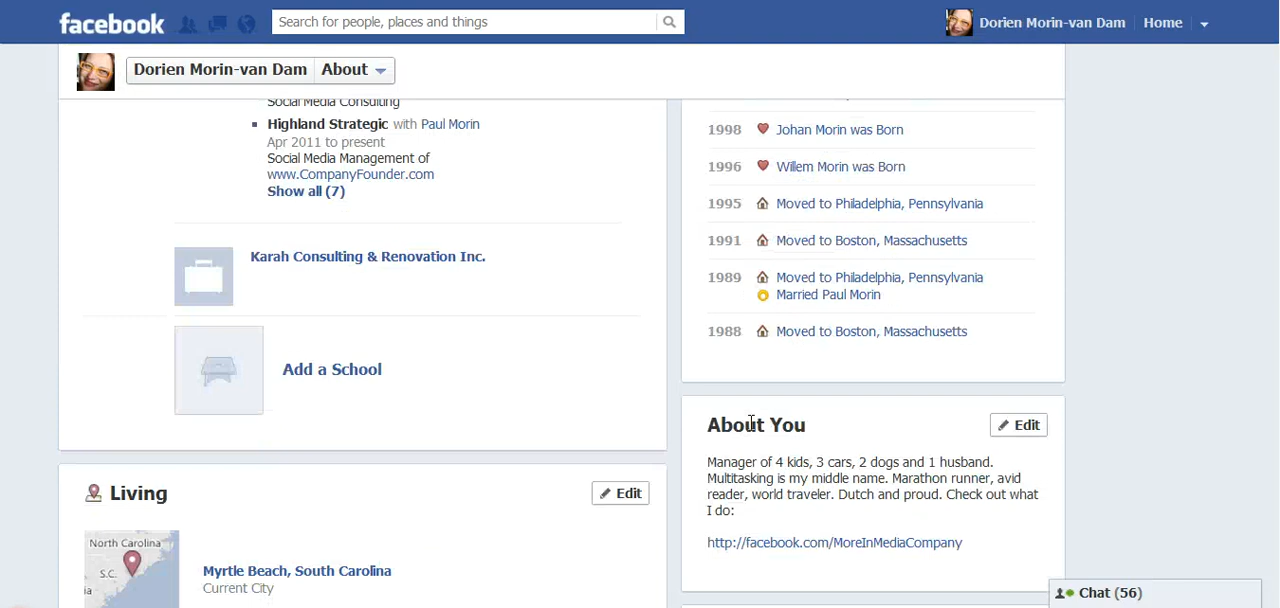 facebook
Search for people, places and things
Dorien Morin-van Dam
Home
Dorien Morin-van Dam
About
Social Media Consulting
Highland Strategic with Paul Morin
Apr 2011 to present
Social Media Management of
www.CompanyFounder.com
Show all (7)
Karah Consulting & Renovation Inc.
Add a School
Living
Edit
North Carolina
S.C.
ia
Myrtle Beach, South Carolina
Current City
1998 Johan Morin was Born
1996 Willem Morin was Born
1995 Moved to Philadelphia, Pennsylvania
1991 Moved to Boston, Massachusetts
1989 Moved to Philadelphia, Pennsylvania
Married Paul Morin
1988 Moved to Boston, Massachusetts
About You
Edit
Manager of 4 kids, 3 cars, 2 dogs and 1 husband.
Multitasking is my middle name. Marathon runner, avid
reader, world traveler. Dutch and proud. Check out what
I do:
http://facebook.com/MoreInMediaCompany
Chat (56)